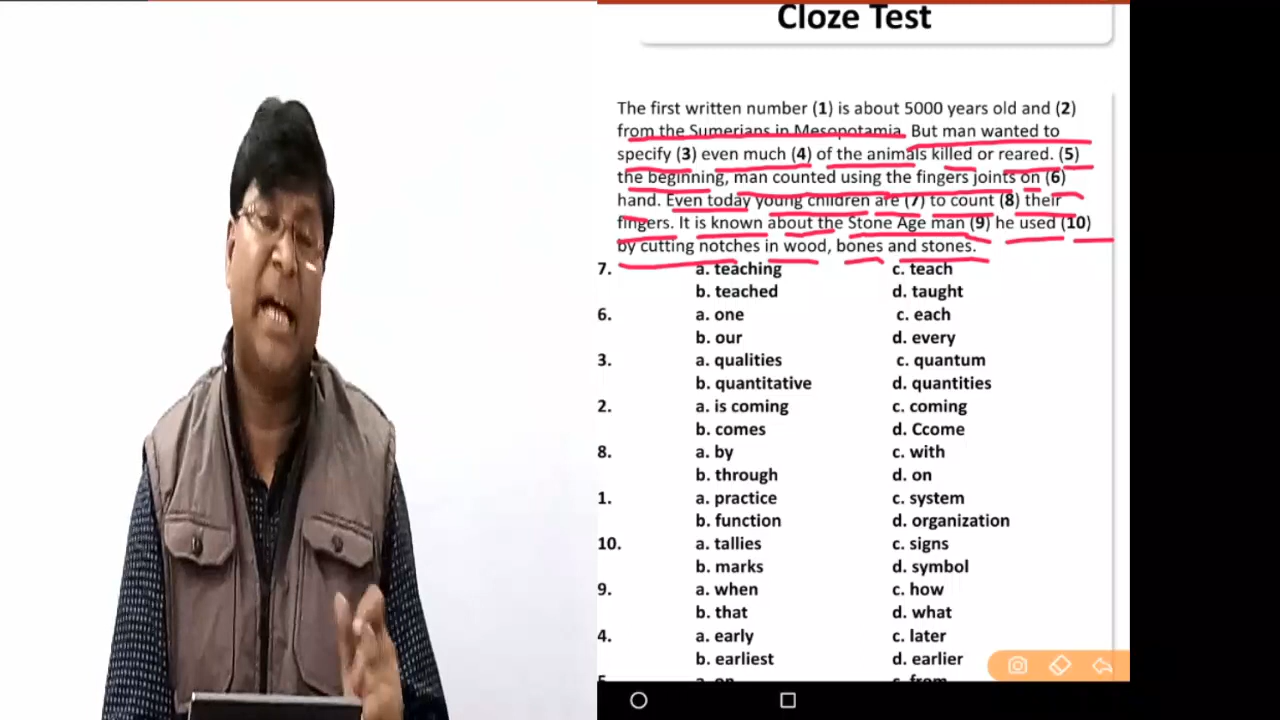 Cloze Test
The first written number (1) is about 5000 years old and (2)
from the Sumerians in Mesopotamia. But man wanted to
specify (3) even much (4) of the animals killed or reared. (5)
the beginning, man counted using the fingers joints on (6)
hand. Even today young children are (7) to count (8) their
fingers. It is known about the Stone Age man (9) he used (10)
by cutting notches in wood, bones and stones.
7. a. teaching c. teach
b. teached d. taught
6. a. one c. each
b. our d. every
3. a. qualities c. quantum
b. quantitative d. quantities
2. a. is coming c. coming
b. comes d. Ccome
8. a. by c. with
b. through d. on
1. a. practice c. system
b. function d. organization
10. a. tallies c. signs
b. marks d. symbol
9. a. when c. how
b. that d. what
4. a. early c. later
b. earliest d. earlier
5. a. on c. from